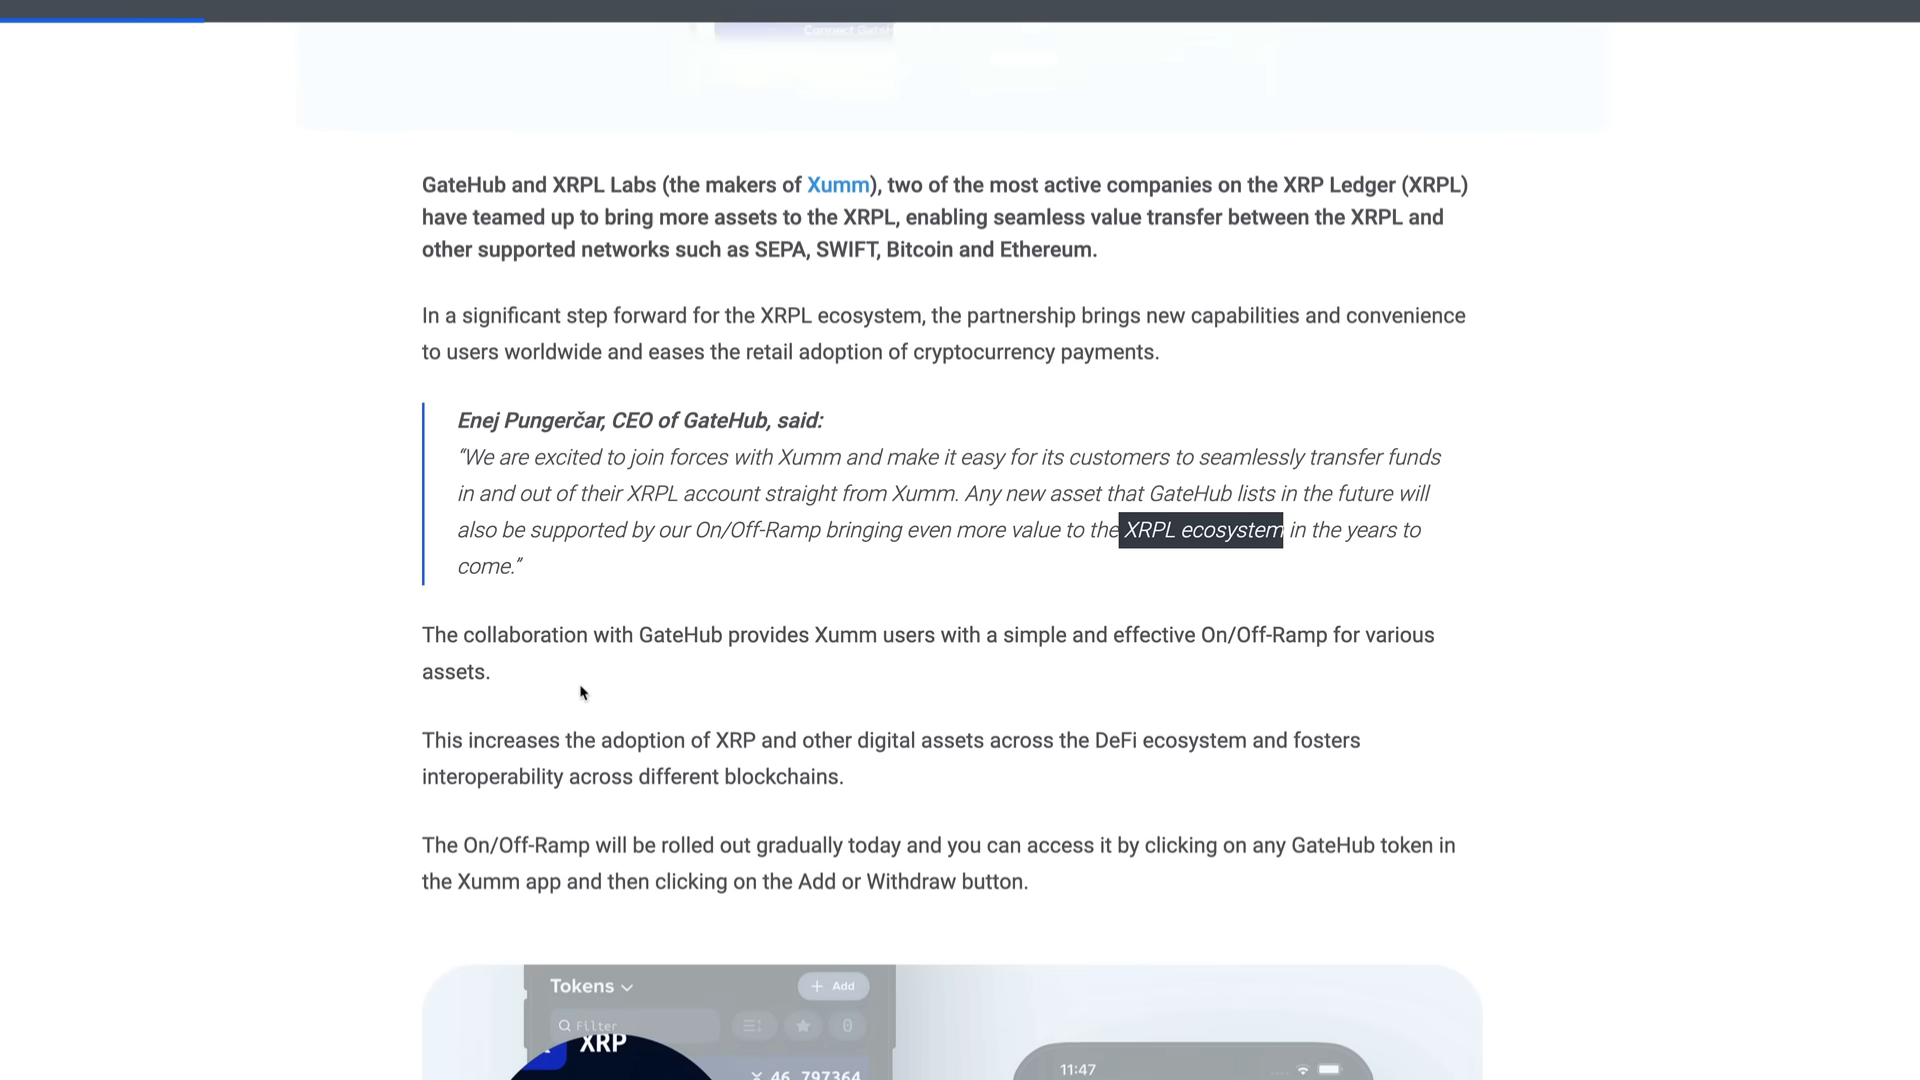 Connect GateH
GateHub and XRPL Labs (the makers of Xumm), two of the most active companies on the XRP Ledger (XRPL)
have teamed up to bring more assets to the XRPL, enabling seamless value transfer between the XRPL and
other supported networks such as SEPA, SWIFT, Bitcoin and Ethereum.
In a significant step forward for the XRPL ecosystem, the partnership brings new capabilities and convenience
to users worldwide and eases the retail adoption of cryptocurrency payments.
Enej Pungerčar, CEO of GateHub, said:
“We are excited to join forces with Xumm and make it easy for its customers to seamlessly transfer funds
in and out of their XRPL account straight from Xumm. Any new asset that GateHub lists in the future will
also be supported by our On/Off-Ramp bringing even more value to the XRPL ecosystem in the years to
come.”
The collaboration with GateHub provides Xumm users with a simple and effective On/Off-Ramp for various
assets.
This increases the adoption of XRP and other digital assets across the DeFi ecosystem and fosters
interoperability across different blockchains.
The On/Off-Ramp will be rolled out gradually today and you can access it by clicking on any GateHub token in
the Xumm app and then clicking on the Add or Withdraw button.
Tokens + Add
Filter 0
XRP
46.797364
11:47